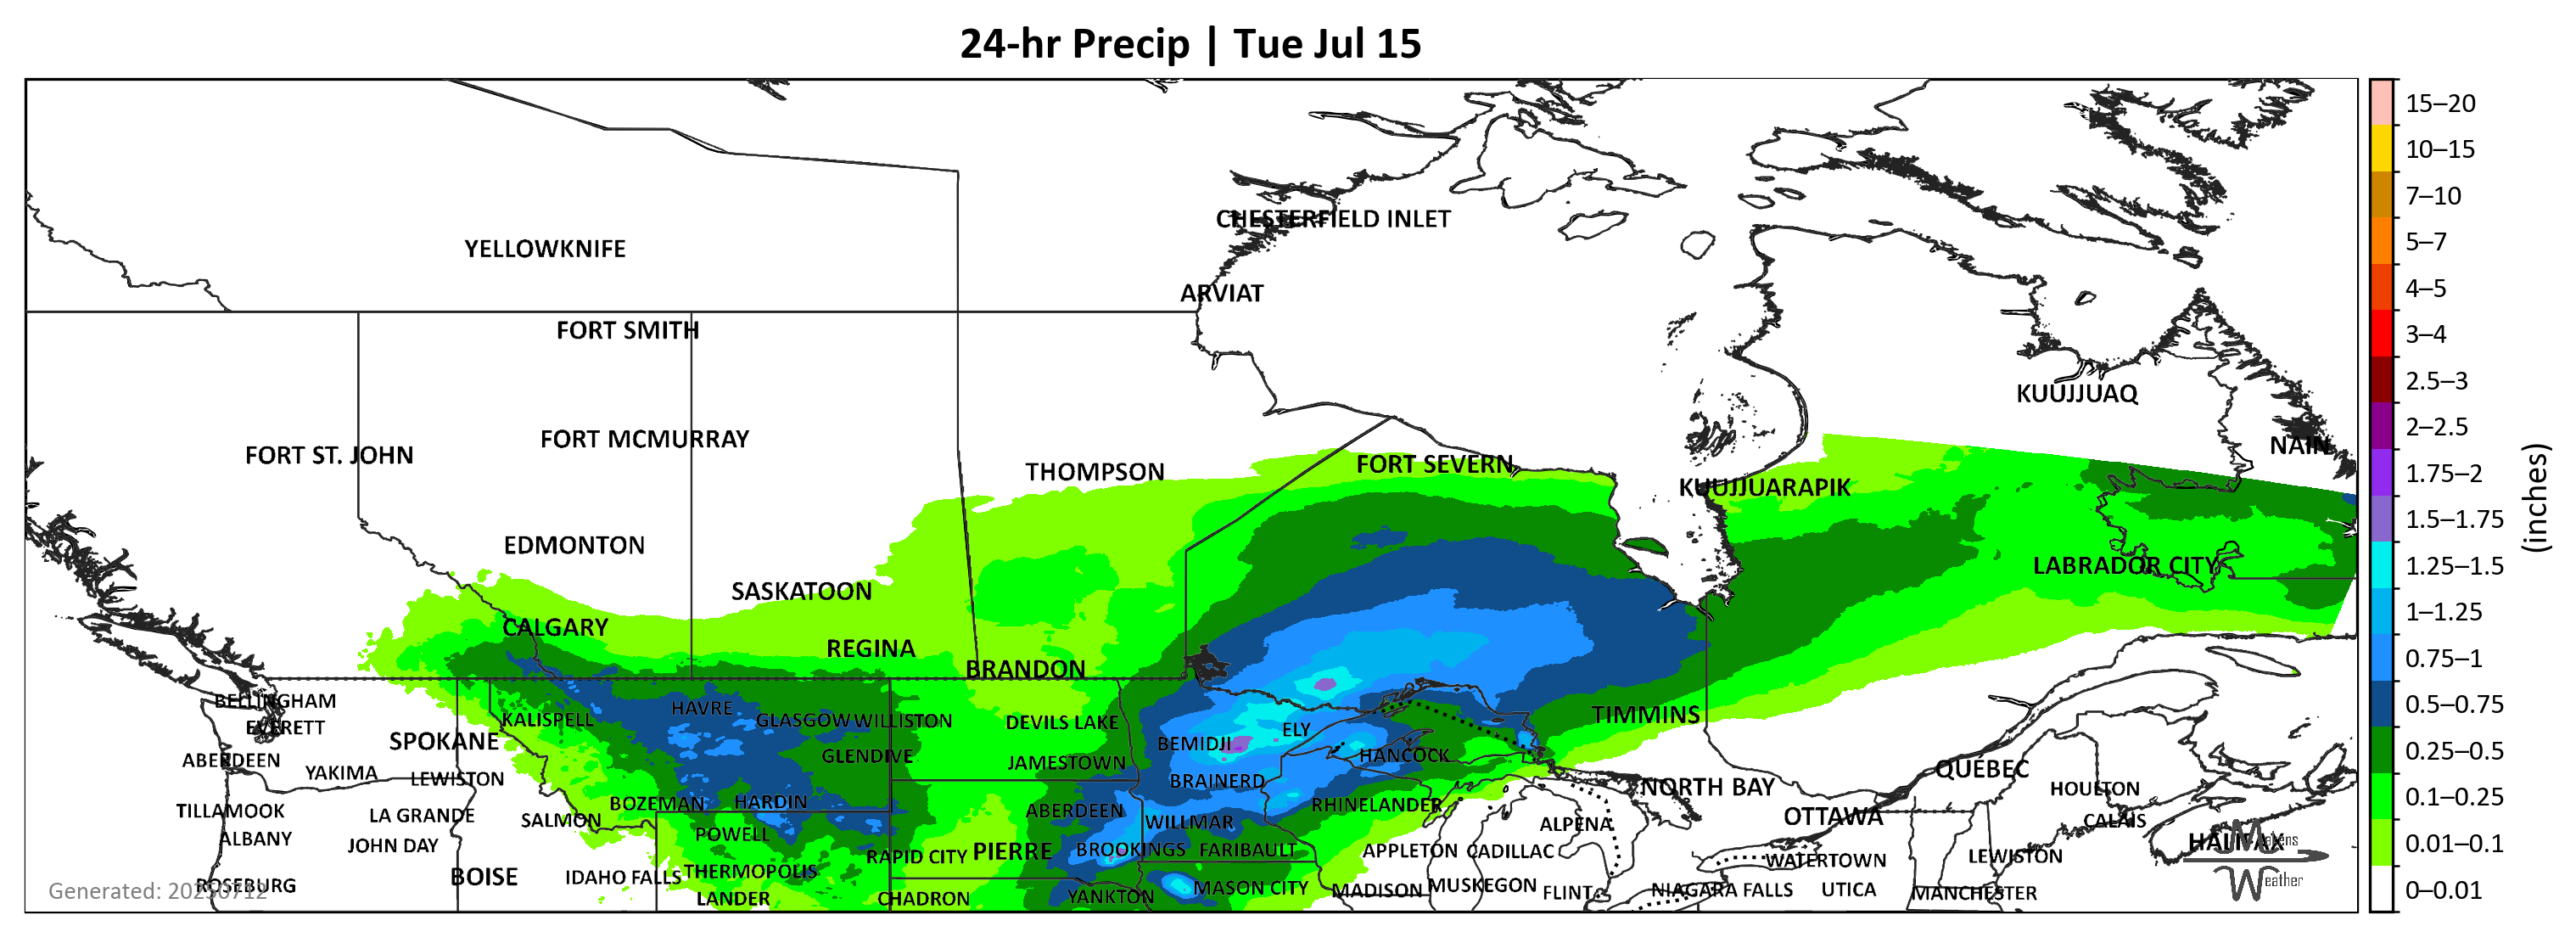 24-hr Precip | Tue Jul 15
CHESTERFIELD INLET
YELLOWKNIFE
ARVIAT
FORT SMITH
KUUJJUAQ
FORT MCMURRAY
NAIN
FORT ST. JOHN
THOMPSON
FORT SEVERN
KUUJJUARAPIK
EDMONTON
LABRADOR CITY
SASKATOON
CALGARY
REGINA
BRANDON
BELLINGHAM
HAVRE
TIMMINS
KALISPELL
GLASGOW WILLISTON
DEVILS LAKE
EVERETT
ELY
SPOKANE
BEMIDJI
ABERDEEN
GLENDIVE
JAMESTOWN
HANCOCK
QUÉBEC
YAKIMA
LEWISTON
BRAINERD
NORTH BAY
HOULTON
BOZEMAN
HARDIN
RHINELANDER
TILLAMOOK
LA GRANDE
SALMON
ABERDEEN
WILLMAR
ALPENA
OTTAWA
CALAIS
ALBANY
JOHN DAY
POWELL
RAPID CITY
PIERRE
BROOKINGS
FARIBAULT
APPLETON
CADILLAC
WATERTOWN
LEWISTON
HALIFAX
Matens
Weather
BOISE
IDAHO FALLS
THERMOPOLIS
ROSEBURG
YANKTON
MASON CITY
MADISON
MUSKEGON
FLINT
NIAGARA FALLS
UTICA
MANCHESTER
LANDER
CHADRON
Generated: 20250712
15–20
10–15
7–10
5–7
4–5
3–4
2.5–3
2–2.5
1.75–2
1.5–1.75
1.25–1.5
1–1.25
0.75–1
0.5–0.75
0.25–0.5
0.1–0.25
0.01–0.1
0–0.01
(inches)